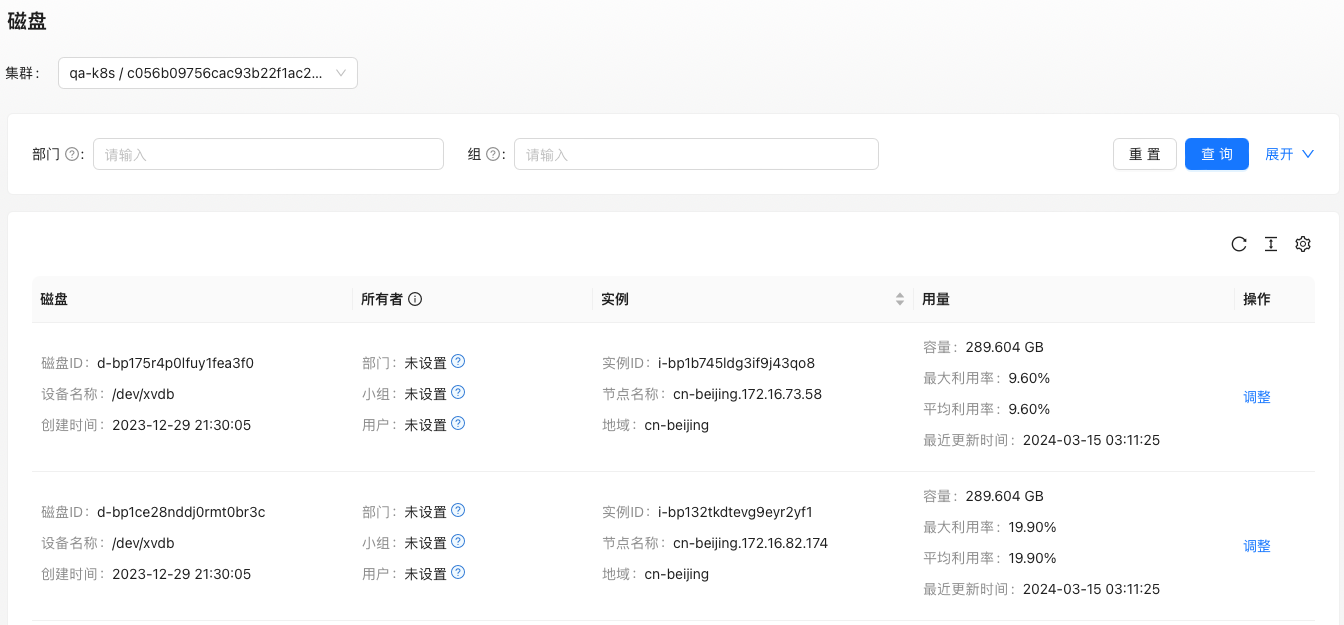 磁盘
集群： qa-k8s / c056b09756cac93b22f1ac2...
部门 ?: 请输入 组 ?: 请输入 重 置 查 询 展开
磁盘 所有者 实例 用量 操作
容量： 289.604 GB
磁盘ID： d-bp175r4p0lfuy1fea3f0 部门： 未设置 ? 实例ID： i-bp1b745ldg3if9j43qo8
最大利用率： 9.60%
设备名称： /dev/xvdb 小组： 未设置 ? 节点名称： cn-beijing.172.16.73.58 调整
平均利用率： 9.60%
创建时间： 2023-12-29 21:30:05 用户： 未设置 ? 地域： cn-beijing
最近更新时间： 2024-03-15 03:11:25
容量： 289.604 GB
磁盘ID： d-bp1ce28nddj0rmt0br3c 部门： 未设置 ? 实例ID： i-bp132tkdtevg9eyr2yf1
最大利用率： 19.90%
设备名称： /dev/xvdb 小组： 未设置 ? 节点名称： cn-beijing.172.16.82.174 调整
平均利用率： 19.90%
创建时间： 2023-12-29 21:30:05 用户： 未设置 ? 地域： cn-beijing
最近更新时间： 2024-03-15 03:11:25